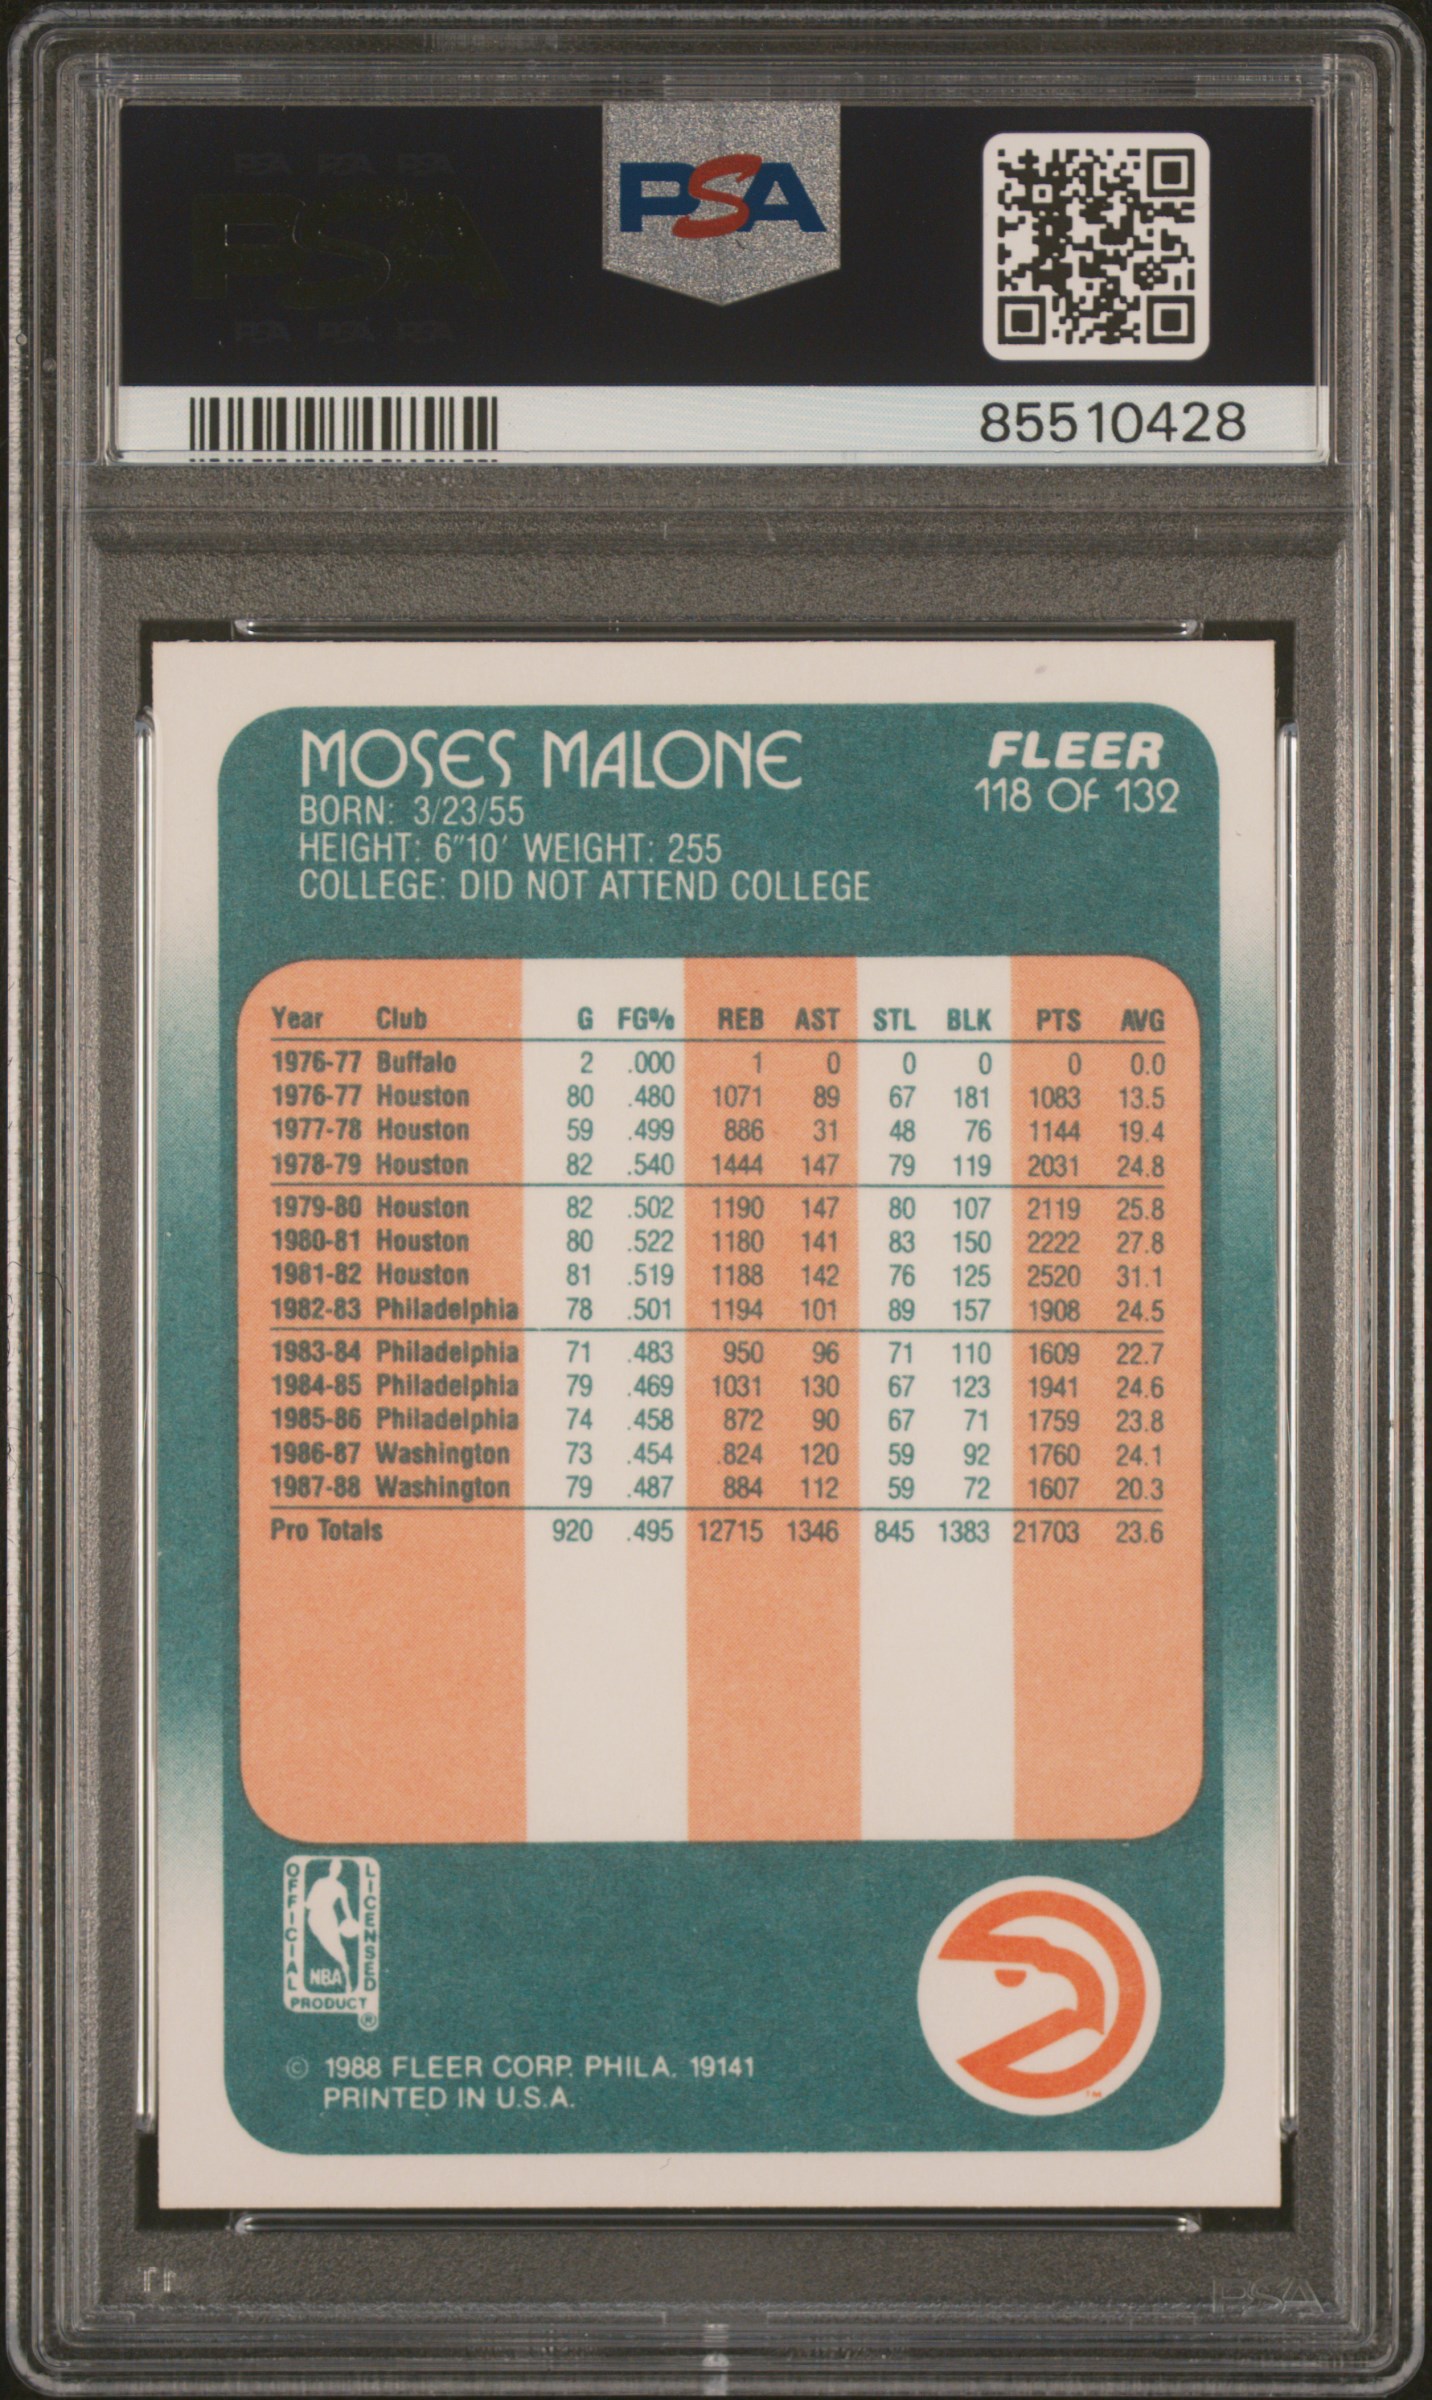 PSA
85510428
MOSES MALONE
FLEER
118 OF 132
BORN: 3/23/55
HEIGHT: 6"10' WEIGHT: 255
COLLEGE: DID NOT ATTEND COLLEGE
Year Club G FG% REB AST STL BLK PTS AVG
1976-77 Buffalo 2 .000 1 0 0 0 0 0.0
1976-77 Houston 80 .480 1071 89 67 181 1083 13.5
1977-78 Houston 59 .499 886 31 48 76 1144 19.4
1978-79 Houston 82 .540 1444 147 79 119 2031 24.8
1979-80 Houston 82 .502 1190 147 80 107 2119 25.8
1980-81 Houston 80 .522 1180 141 83 150 2222 27.8
1981-82 Houston 81 .519 1188 142 76 125 2520 31.1
1982-83 Philadelphia 78 .501 1194 101 89 157 1908 24.5
1983-84 Philadelphia 71 .483 950 96 71 110 1609 22.7
1984-85 Philadelphia 79 .469 1031 130 67 123 1941 24.6
1985-86 Philadelphia 74 .458 872 90 67 71 1759 23.8
1986-87 Washington 73 .454 .824 120 59 92 1760 24.1
1987-88 Washington 79 .487 884 112 59 72 1607 20.3
Pro Totals 920 .495 12715 1346 845 1383 21703 23.6
OFFICIAL LICENSED
NBA
PRODUCT ®
© 1988 FLEER CORP. PHILA. 19141
PRINTED IN U.S.A.
TM
PSA